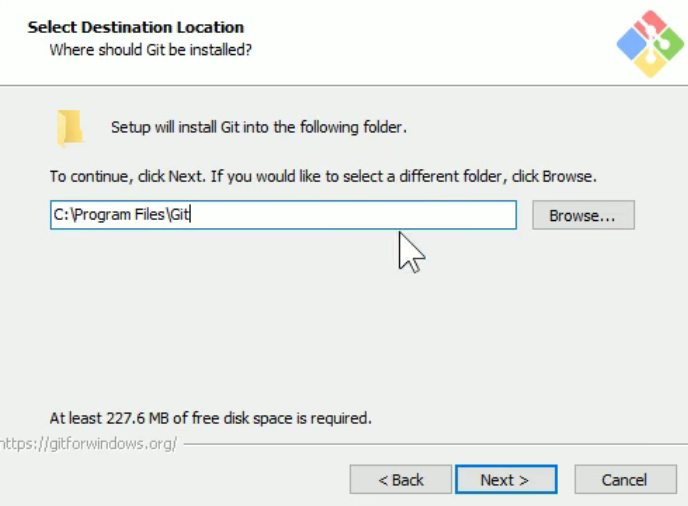 Select Destination Location
Where should Git be installed?
Setup will install Git into the following folder.
To continue, click Next. If you would like to select a different folder, click Browse.
C:\Program Files\Git
Browse...
At least 227.6 MB of free disk space is required.
https://gitforwindows.org/
< Back
Next >
Cancel